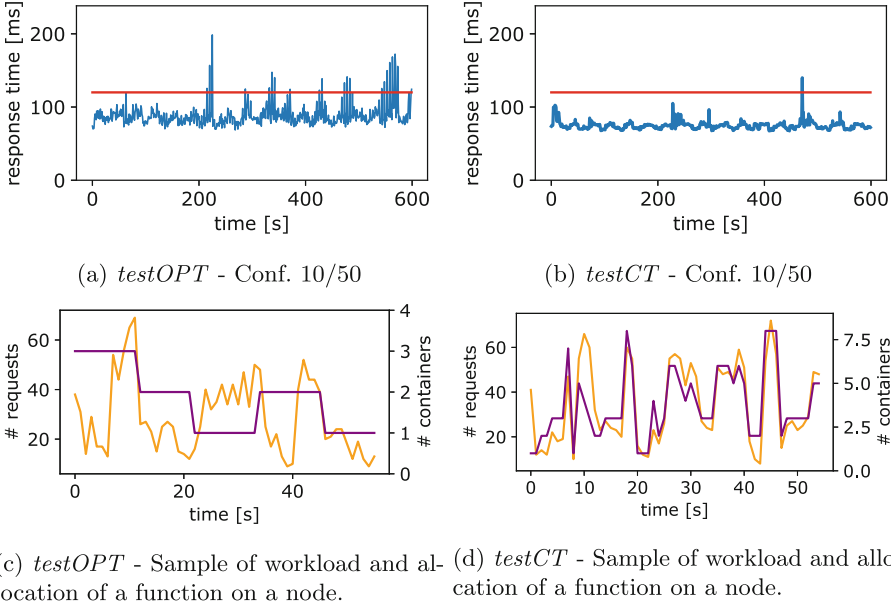 response time [ms]
200
100
0
0 200 400 600
time [s]
(a) testOPT - Conf. 10/50
response time [ms]
200
100
0
0 200 400 600
time [s]
(b) testCT - Conf. 10/50
# requests
60
40
20
4
3
2
1
0
# containers
0 20 40
time [s]
(c) testOPT - Sample of workload and al-
location of a function on a node.
# requests
60
40
20
7.5
5.0
2.5
0.0
# containers
0 10 20 30 40 50
time [s]
(d) testCT - Sample of workload and allo
cation of a function on a node.